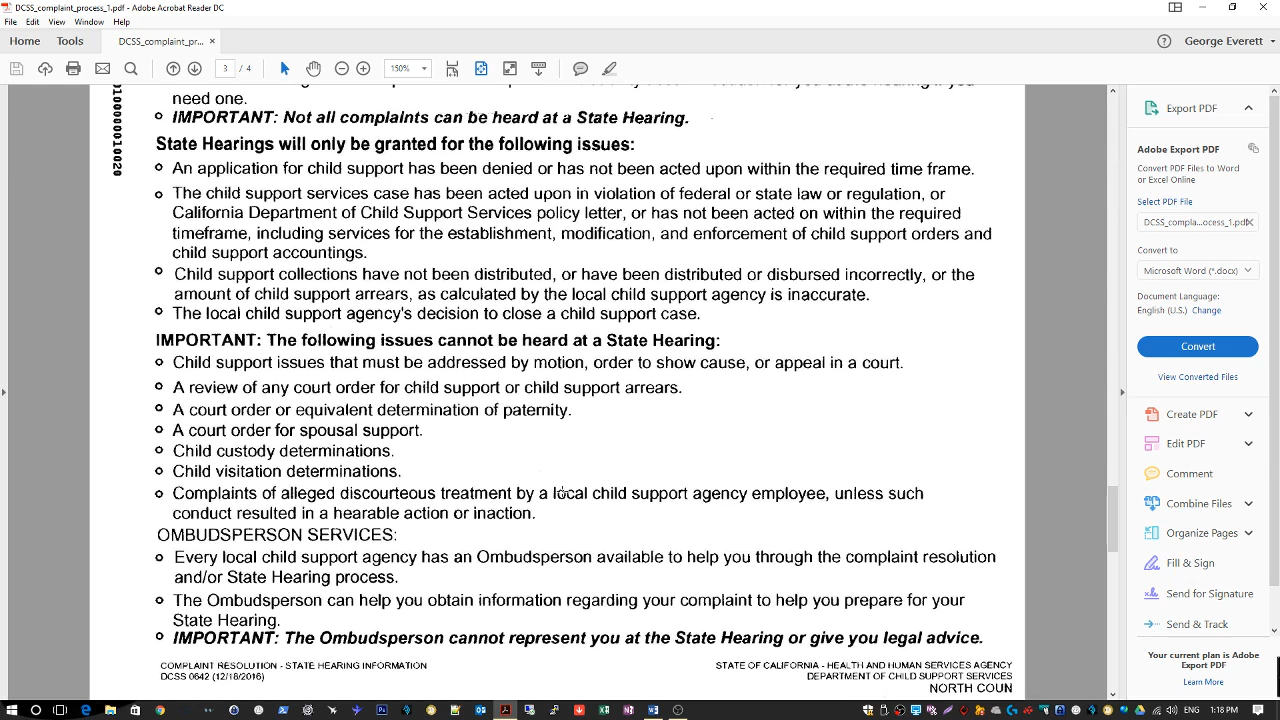 DCSS_complaint_process_1.pdf - Adobe Acrobat Reader DC
File Edit View Window Help
Home Tools DCSS_complaint_pr... × George Everett
3 / 4 150%
0100000010020
need one.
IMPORTANT: Not all complaints can be heard at a State Hearing.
State Hearings will only be granted for the following issues:
An application for child support has been denied or has not been acted upon within the required time frame.
The child support services case has been acted upon in violation of federal or state law or regulation, or
California Department of Child Support Services policy letter, or has not been acted on within the required
timeframe, including services for the establishment, modification, and enforcement of child support orders and
child support accountings.
Child support collections have not been distributed, or have been distributed or disbursed incorrectly, or the
amount of child support arrears, as calculated by the local child support agency is inaccurate.
The local child support agency's decision to close a child support case.
IMPORTANT: The following issues cannot be heard at a State Hearing:
Child support issues that must be addressed by motion, order to show cause, or appeal in a court.
A review of any court order for child support or child support arrears.
A court order or equivalent determination of paternity.
A court order for spousal support.
Child custody determinations.
Child visitation determinations.
Complaints of alleged discourteous treatment by a local child support agency employee, unless such
conduct resulted in a hearable action or inaction.
OMBUDSPERSON SERVICES:
Every local child support agency has an Ombudsperson available to help you through the complaint resolution
and/or State Hearing process.
The Ombudsperson can help you obtain information regarding your complaint to help you prepare for your
State Hearing.
IMPORTANT: The Ombudsperson cannot represent you at the State Hearing or give you legal advice.
COMPLAINT RESOLUTION - STATE HEARING INFORMATION
DCSS 0642 (12/18/2016)
STATE OF CALIFORNIA - HEALTH AND HUMAN SERVICES AGENCY
DEPARTMENT OF CHILD SUPPORT SERVICES
NORTH COUN
Export PDF
Adobe Export PDF
Convert PDF Files to Word
or Excel Online
Select PDF File
DCSS_compla...ocess_1.pdf
Convert to
Microsoft Word (*.docx)
Document Language:
English (U.S.) Change
Convert
View Converted Files
Create PDF
Edit PDF
Comment
Combine Files
Organize Pages
Fill & Sign
Send for Signature
Send & Track
Your current plan is Adobe
Export PDF
Learn More
1:18 PM